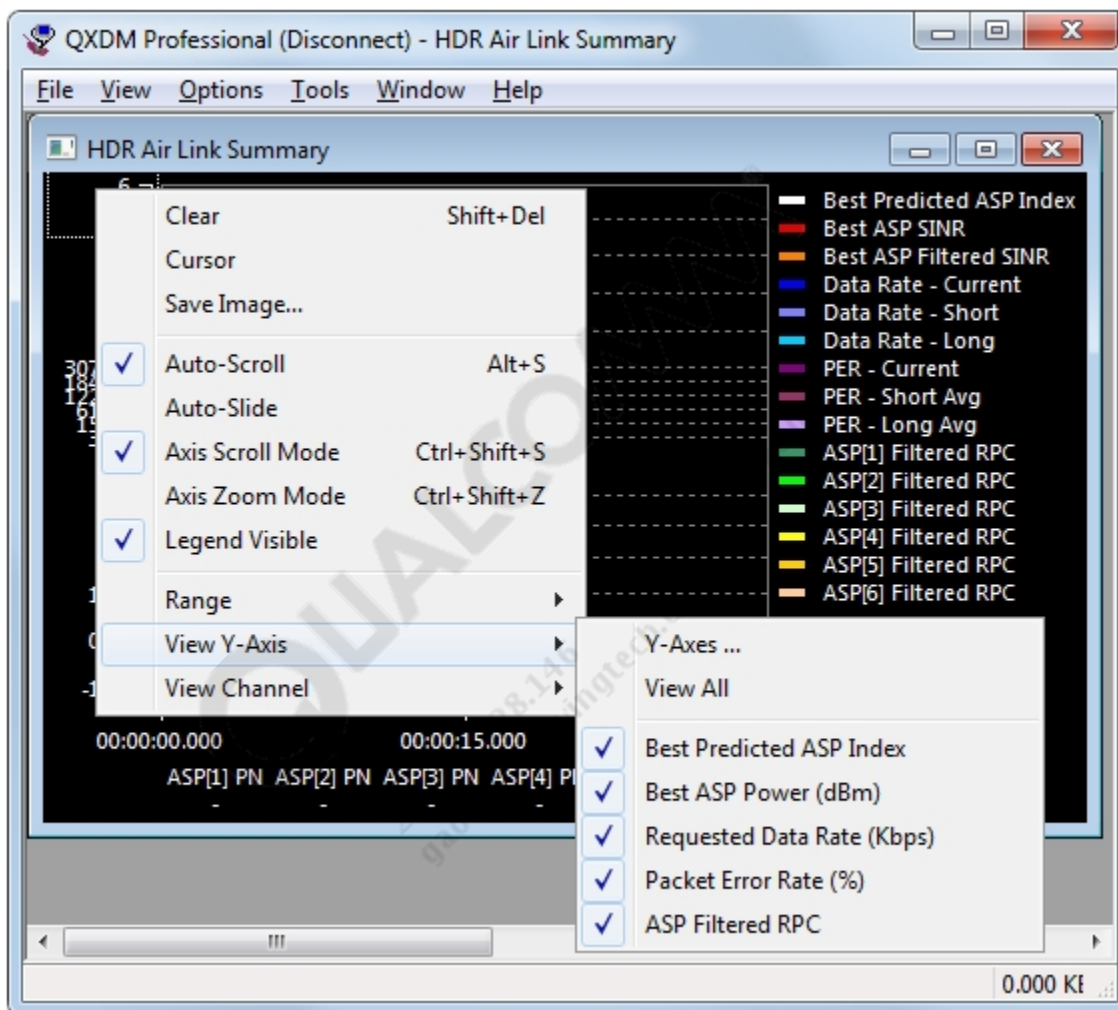 QXDM Professional (Disconnect) - HDR Air Link Summary
File View Options Tools Window Help
HDR Air Link Summary
6
Clear Shift+Del
Cursor
Save Image...
Auto-Scroll Alt+S
Auto-Slide
Axis Scroll Mode Ctrl+Shift+S
Axis Zoom Mode Ctrl+Shift+Z
Legend Visible
Range
View Y-Axis
View Channel
Best Predicted ASP Index
Best ASP SINR
Best ASP Filtered SINR
Data Rate - Current
Data Rate - Short
Data Rate - Long
PER - Current
PER - Short Avg
PER - Long Avg
ASP[1] Filtered RPC
ASP[2] Filtered RPC
ASP[3] Filtered RPC
ASP[4] Filtered RPC
ASP[5] Filtered RPC
ASP[6] Filtered RPC
Y-Axes ...
View All
Best Predicted ASP Index
Best ASP Power (dBm)
Requested Data Rate (Kbps)
Packet Error Rate (%)
ASP Filtered RPC
00:00:00.000 00:00:15.000
ASP[1] PN ASP[2] PN ASP[3] PN ASP[4] P
- - - -
0.000 KE
QUALCOMM